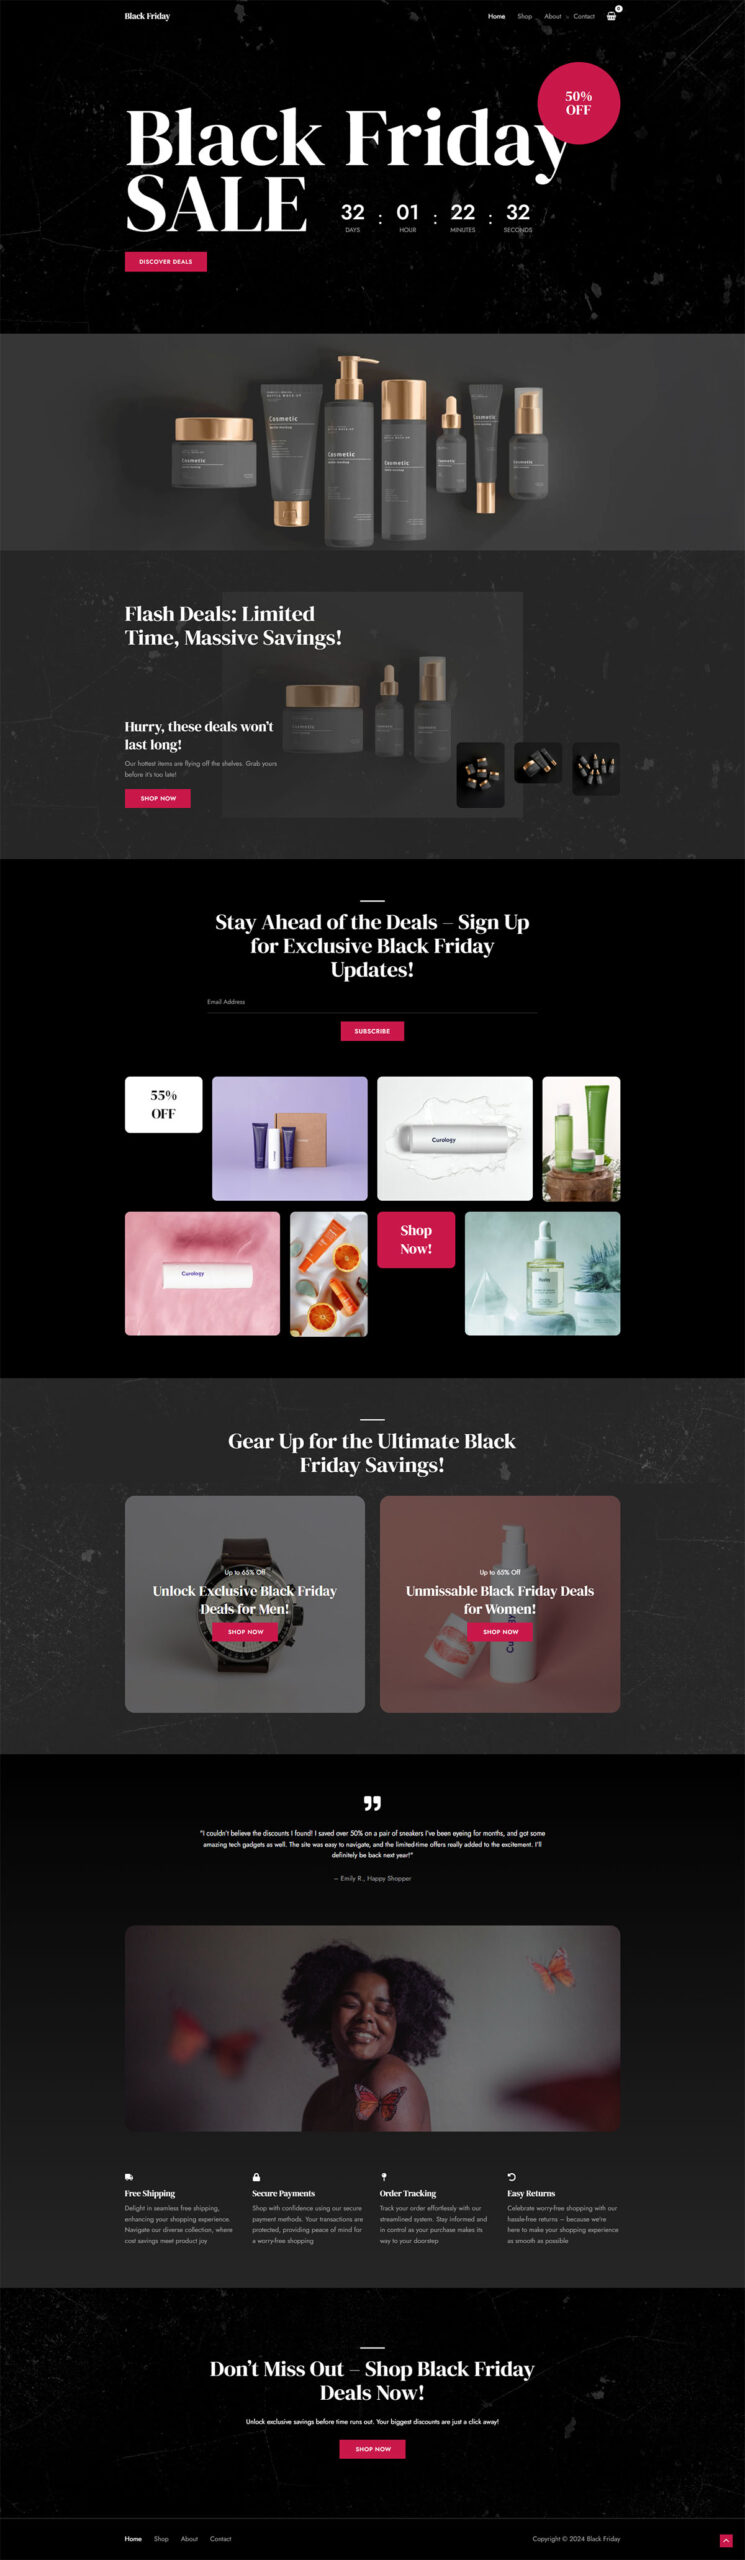 Black Friday
Home Shop About Contact 0
50%
OFF
Black Friday
SALE
32 : 01 : 22 : 32
DAYS HOUR MINUTES SECONDS
DISCOVER DEALS
Cosmetic
Cosmetic
Cosmetic
Cosmetic
Cosmetic
Cosmetic
Cosmetic
Flash Deals: Limited
Time, Massive Savings!
Hurry, these deals won't
last long!
Our hottest items are flying off the shelves. Grab yours
before it's too late!
SHOP NOW
Stay Ahead of the Deals – Sign Up
for Exclusive Black Friday
Updates!
Email Address
SUBSCRIBE
55%
OFF
Curology
Curology
Shop
Now!
Gear Up for the Ultimate Black
Friday Savings!
Up to 65% Off
Unlock Exclusive Black Friday
Deals for Men!
SHOP NOW
Up to 65% Off
Unmissable Black Friday Deals
for Women!
SHOP NOW
"I couldn't believe the discounts I found! I saved over 50% on a pair of sneakers I've been eyeing for months, and got some
amazing tech gadgets as well. The site was easy to navigate, and the limited-time offers really added to the excitement. I'll
definitely be back next year!"
– Emily R., Happy Shopper
Free Shipping
Delight in seamless free shipping,
enhancing your shopping experience.
Navigate our diverse collection, where
cost savings meet product joy
Secure Payments
Shop with confidence using our secure
payment methods. Your transactions are
protected, providing peace of mind for
a worry-free shopping
Order Tracking
Track your order effortlessly with our
streamlined system. Stay informed and
in control as your purchase makes its
way to your doorstep
Easy Returns
Celebrate worry-free shopping with our
hassle-free returns – because we're
here to make your shopping experience
as smooth as possible
Don't Miss Out – Shop Black Friday
Deals Now!
Unlock exclusive savings before time runs out. Your biggest discounts are just a click away!
SHOP NOW
Home Shop About Contact
Copyright © 2024 Black Friday